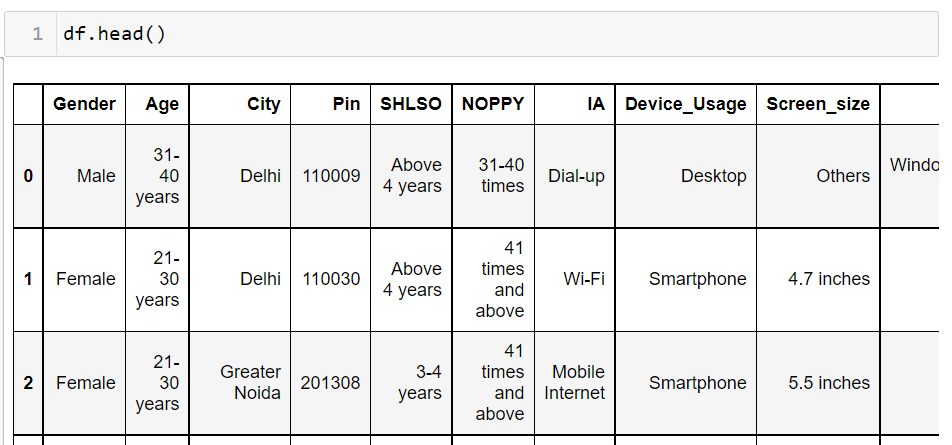 1 df.head()
Gender Age City Pin SHLSO NOPPY IA Device_Usage Screen_size
0 Male 31-40 years Delhi 110009 Above 4 years 31-40 times Dial-up Desktop Others Windo
1 Female 21-30 years Delhi 110030 Above 4 years 41 times and above Wi-Fi Smartphone 4.7 inches
2 Female 21-30 years Greater Noida 201308 3-4 years 41 times and above Mobile Internet Smartphone 5.5 inches